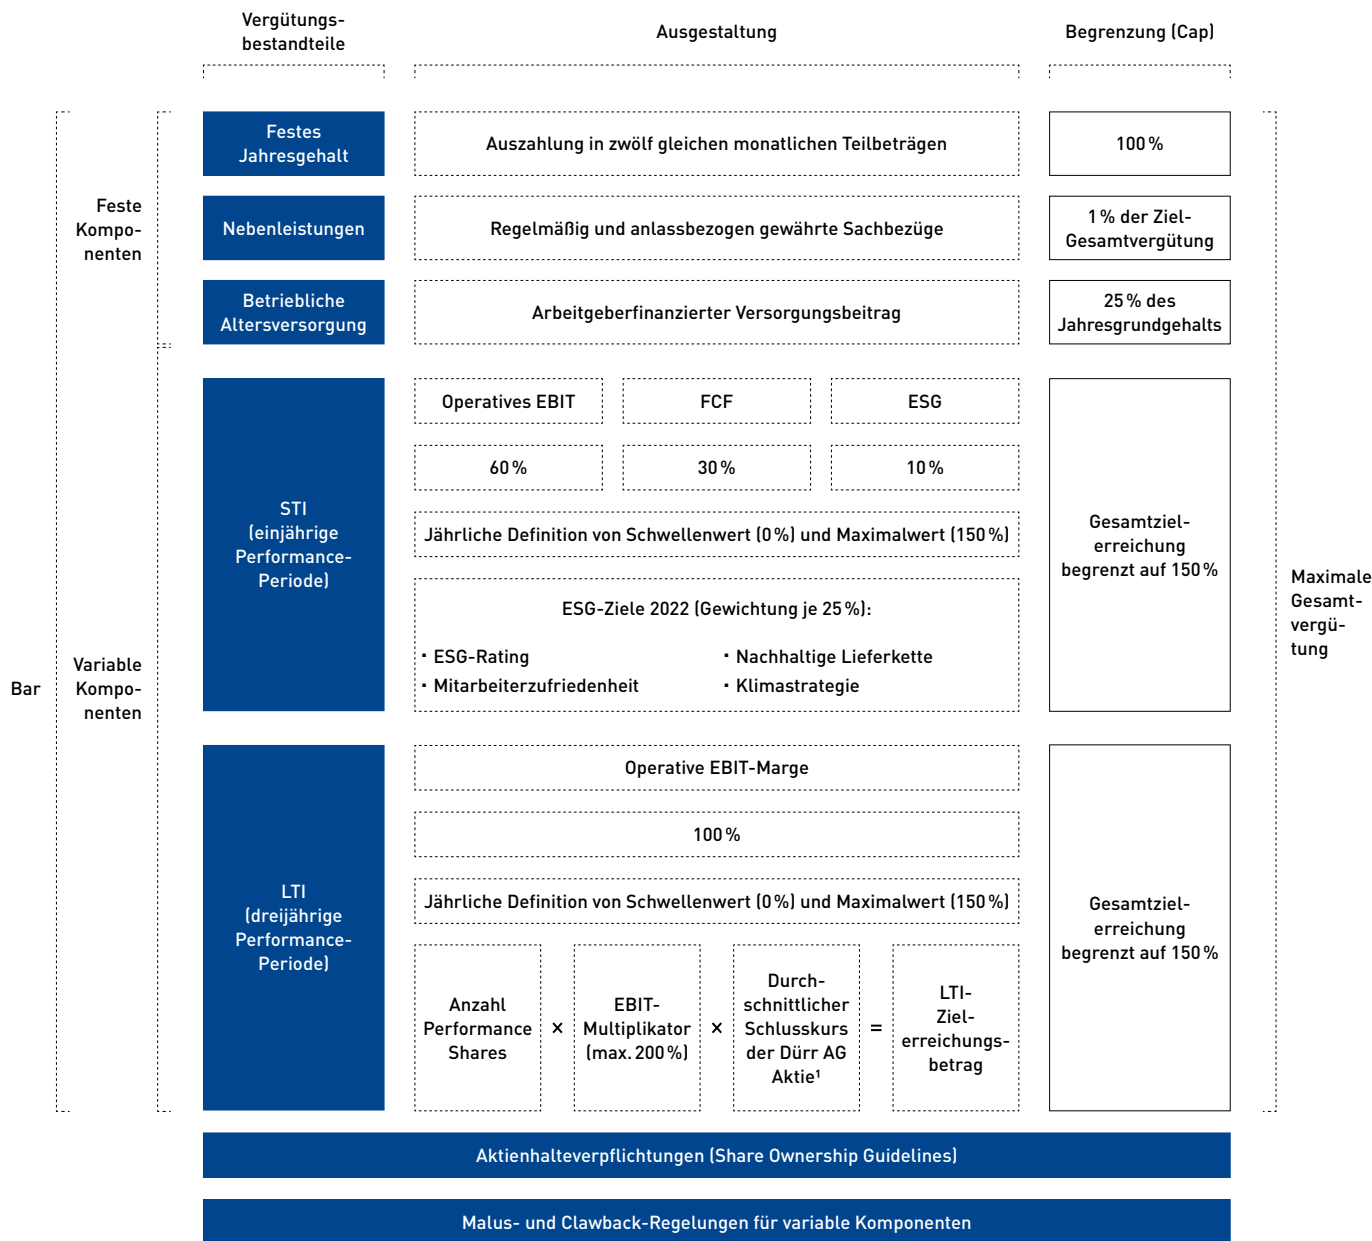 Vergütungs-
bestandteile
Ausgestaltung
Begrenzung (Cap)
Bar
Feste
Kompo-
nenten
Festes
Jahresgehalt
Auszahlung in zwölf gleichen monatlichen Teilbeträgen
100 %
Nebenleistungen
Regelmäßig und anlassbezogen gewährte Sachbezüge
1 % der Ziel-
Gesamtvergütung
Betriebliche
Altersversorgung
Arbeitgeberfinanzierter Versorgungsbeitrag
25 % des
Jahresgrundgehalts
Variable
Kompo-
nenten
STI
(einjährige
Performance-
Periode)
Operatives EBIT
FCF
ESG
60 %
30 %
10 %
Jährliche Definition von Schwellenwert (0 %) und Maximalwert (150 %)
ESG-Ziele 2022 (Gewichtung je 25 %):
· ESG-Rating
· Nachhaltige Lieferkette
· Mitarbeiterzufriedenheit
· Klimastrategie
Gesamtziel-
erreichung
begrenzt auf 150 %
LTI
(dreijährige
Performance-
Periode)
Operative EBIT-Marge
100 %
Jährliche Definition von Schwellenwert (0 %) und Maximalwert (150 %)
Anzahl
Performance
Shares
×
EBIT-
Multiplikator
(max. 200 %)
×
Durch-
schnittlicher
Schlusskurs
der Dürr AG
Aktie¹
=
LTI-
Ziel-
erreichungs-
betrag
Gesamtziel-
erreichung
begrenzt auf 150 %
Maximale
Gesamt-
vergü-
tung
Aktienhalteverpflichtungen (Share Ownership Guidelines)
Malus- und Clawback-Regelungen für variable Komponenten